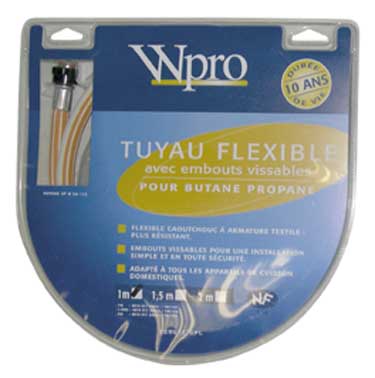 Wpro
DURÉE
10 ANS
DE VIE
TUYAU FLEXIBLE
avec embouts vissables
POUR BUTANE PROPANE
FLEXIBLE CAOUTCHOUC À ARMATURE TEXTILE :
PLUS RÉSISTANT.
EMBOUTS VISSABLES POUR UNE INSTALLATION
SIMPLE ET EN TOUTE SÉCURITÉ.
ADAPTÉ À TOUS LES APPAREILS DE CUISSON
DOMESTIQUES.
1m 1,5 m 2 m NF